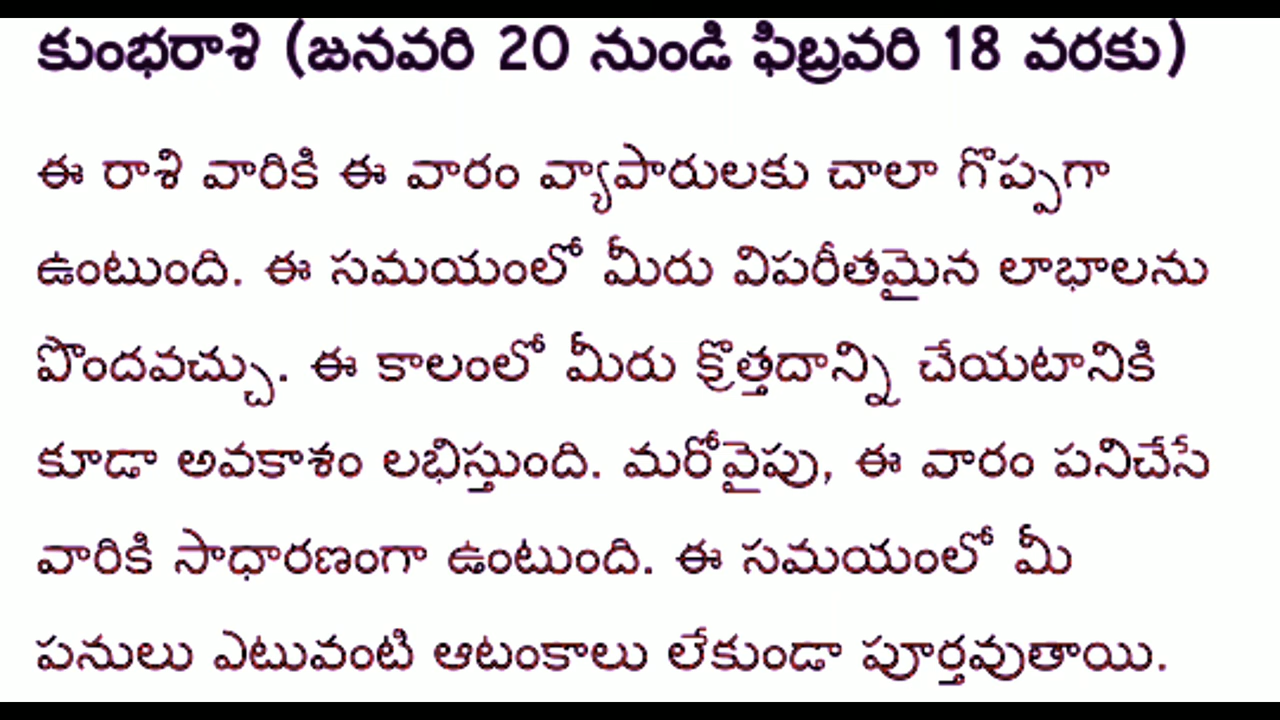 కుంభరాశి (జనవరి 20 నుండి ఫిబ్రవరి 18 వరకు)
ఈ రాశి వారికి ఈ వారం వ్యాపారులకు చాలా గొప్పగా
ఉంటుంది. ఈ సమయంలో మీరు విపరీతమైన లాభాలను
పొందవచ్చు. ఈ కాలంలో మీరు క్రొత్తదాన్ని చేయటానికి
కూడా అవకాశం లభిస్తుంది. మరోవైపు, ఈ వారం పనిచేసే
వారికి సాధారణంగా ఉంటుంది. ఈ సమయంలో మీ
పనులు ఎటువంటి ఆటంకాలు లేకుండా పూర్తవుతాయి.